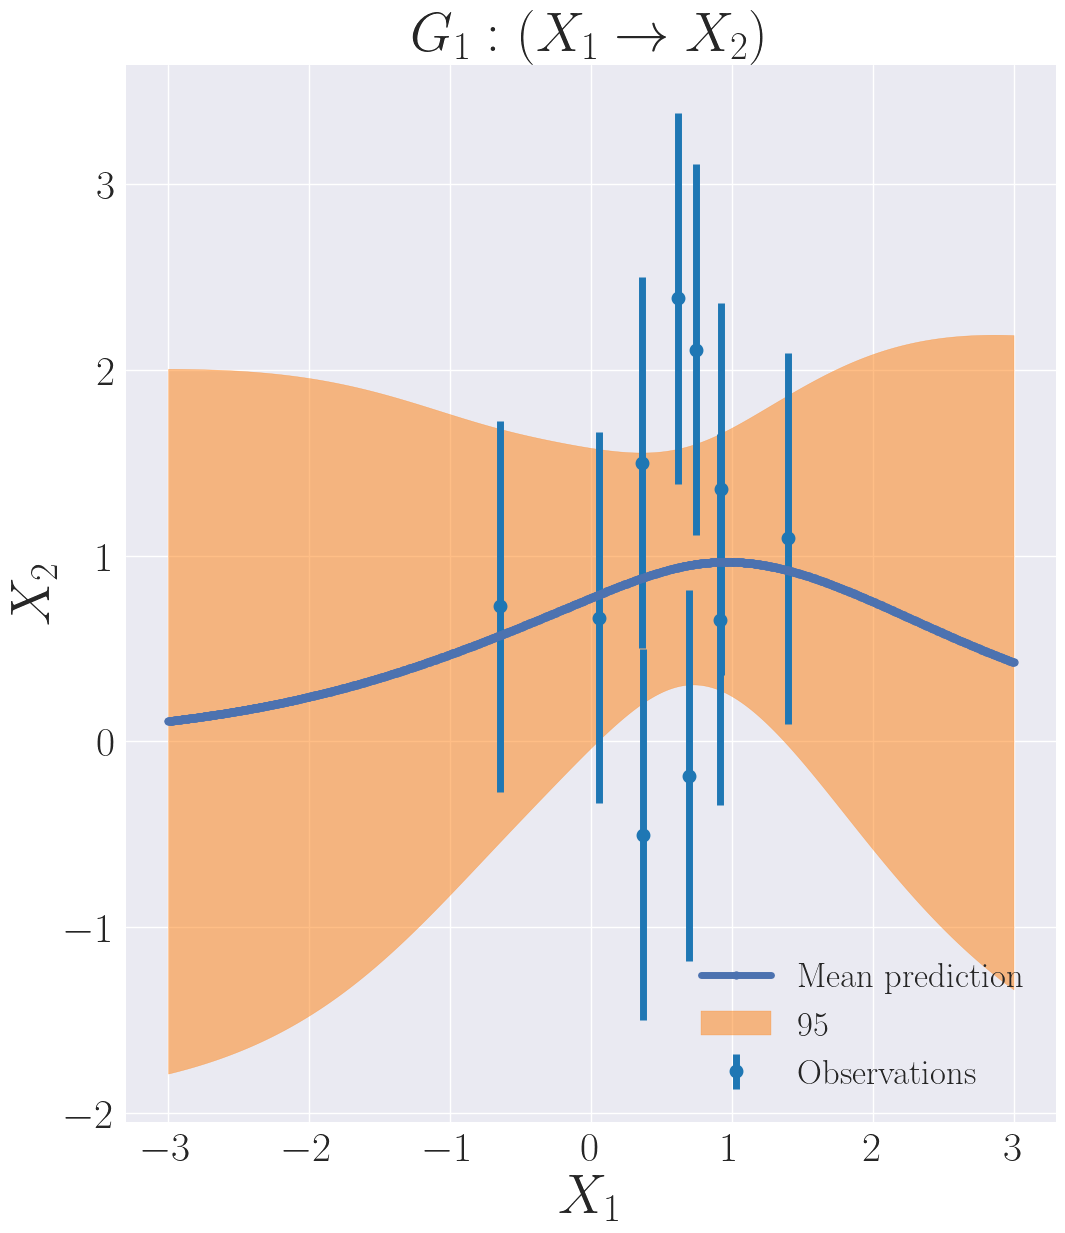 G₁ : (X₁ → X₂)
3
2
1
0
−1
−2
X₂
Mean prediction
95
Observations
−3 −2 −1 0 1 2 3
X₁